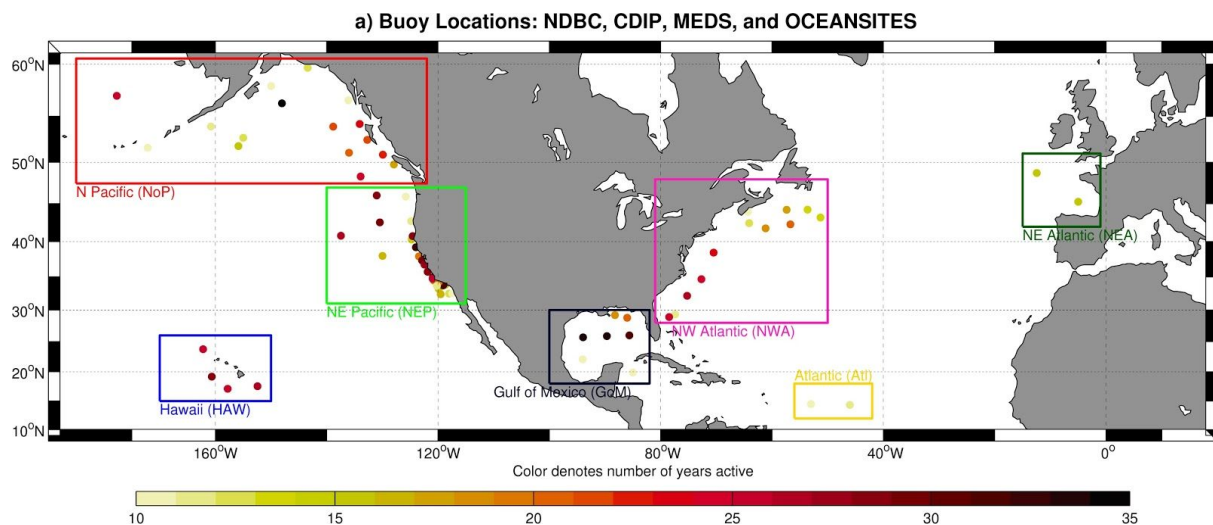 a) Buoy Locations: NDBC, CDIP, MEDS, and OCEANSITES
60°N
50°N
40°N
30°N
20°N
10°N
N Pacific (NoP)
NE Pacific (NEP)
Hawaii (HAW)
Gulf of Mexico (GoM)
NW Atlantic (NWA)
Atlantic (Atl)
NE Atlantic (NEA)
160°W 120°W 80°W 40°W 0°
Color denotes number of years active
10 15 20 25 30 35